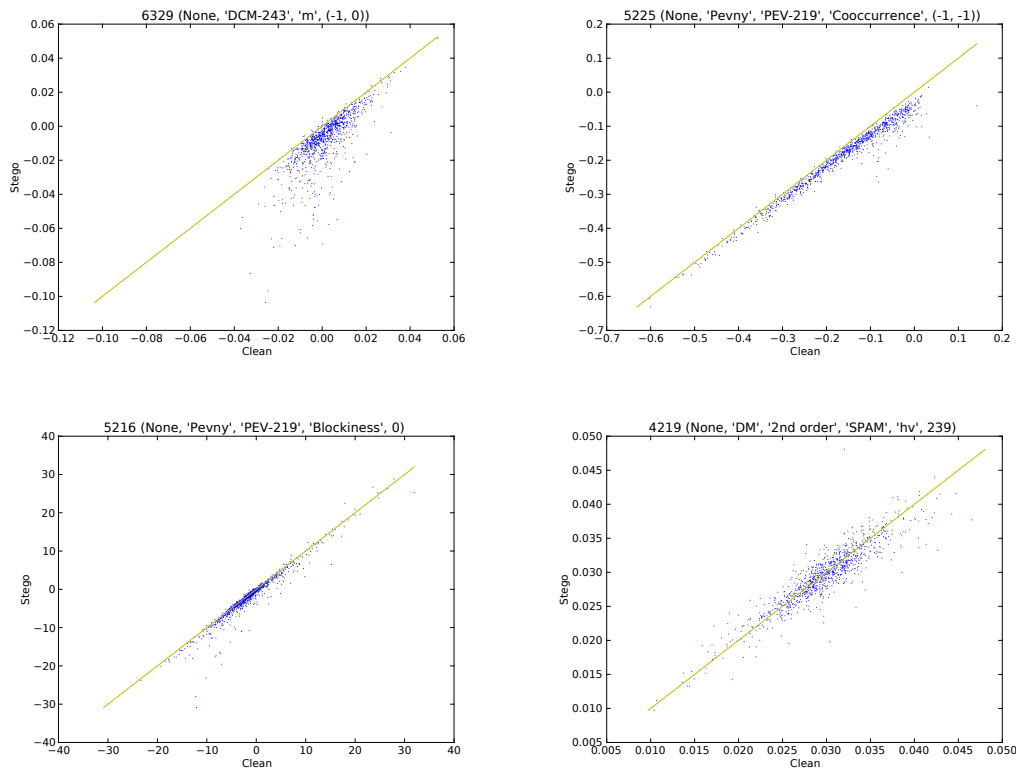 6329 (None, 'DCM-243', 'm', (-1, 0))
0.06
0.04
0.02
0.00
−0.02
−0.04
−0.06
−0.08
−0.10
−0.12
Stego
−0.12 −0.10 −0.08 −0.06 −0.04 −0.02 0.00 0.02 0.04 0.06
Clean
5225 (None, 'Pevny', 'PEV-219', 'Cooccurrence', (-1, -1))
0.2
0.1
0.0
−0.1
−0.2
−0.3
−0.4
−0.5
−0.6
−0.7
Stego
−0.7 −0.6 −0.5 −0.4 −0.3 −0.2 −0.1 0.0 0.1 0.2
Clean
5216 (None, 'Pevny', 'PEV-219', 'Blockiness', 0)
40
30
20
10
0
−10
−20
−30
−40
Stego
−40 −30 −20 −10 0 10 20 30 40
Clean
4219 (None, 'DM', '2nd order', 'SPAM', 'hv', 239)
0.050
0.045
0.040
0.035
0.030
0.025
0.020
0.015
0.010
0.005
Stego
0.005 0.010 0.015 0.020 0.025 0.030 0.035 0.040 0.045 0.050
Clean